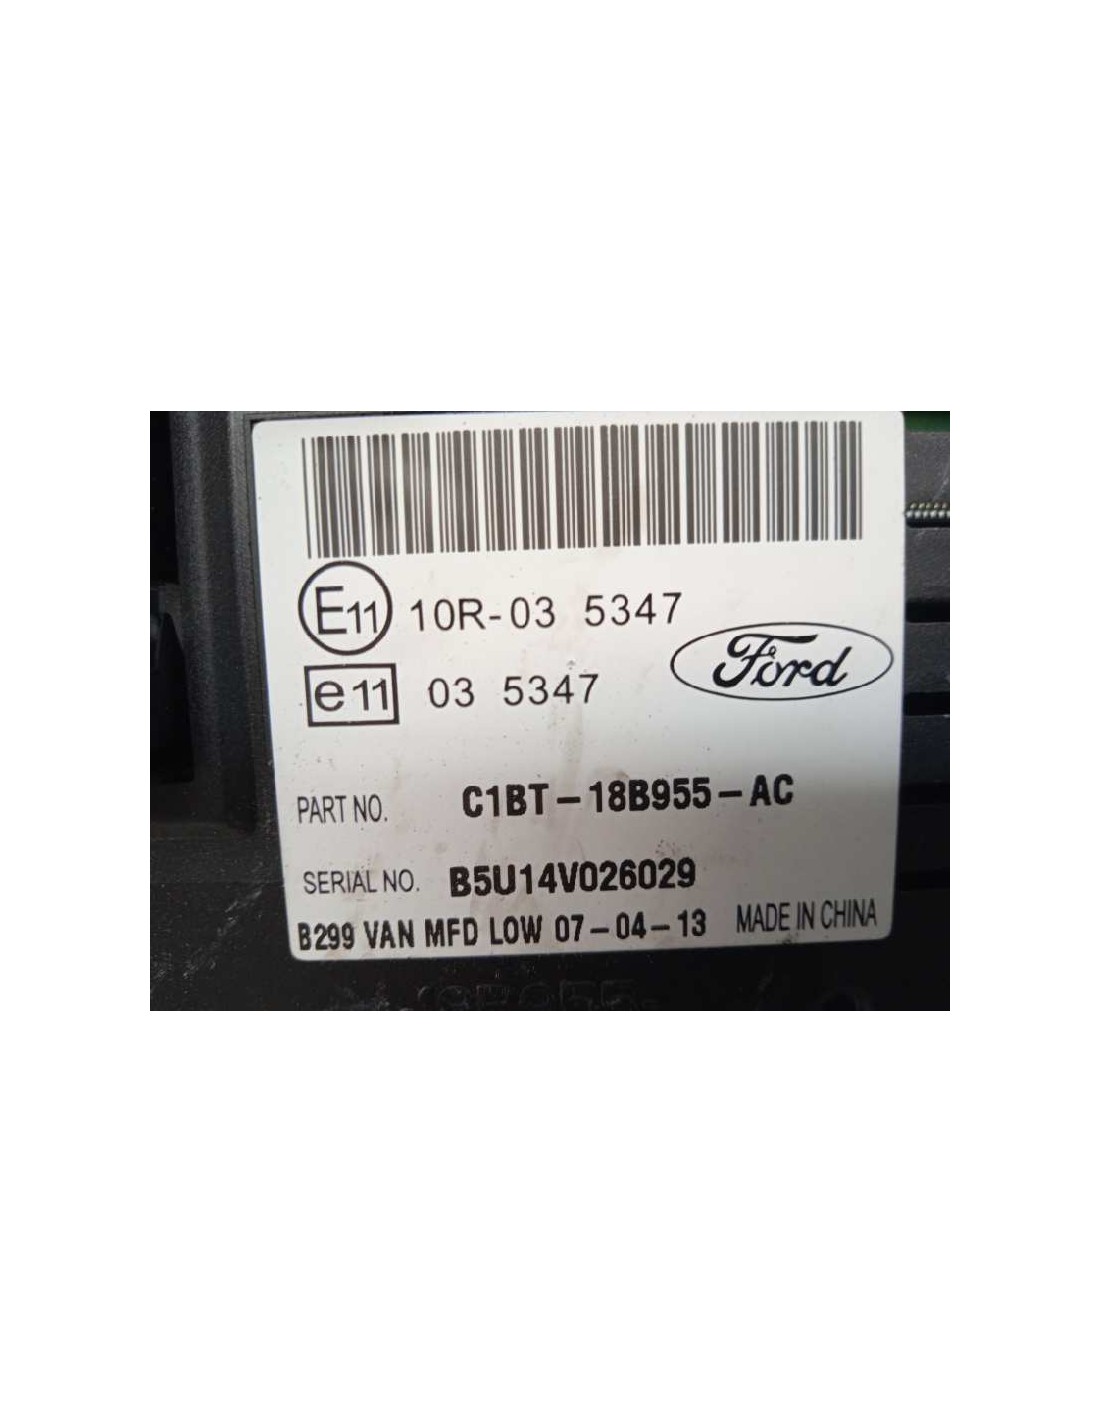 E11 10R-03 5347
Ford
e11 03 5347
PART NO. C1BT-18B955-AC
SERIAL NO. B5U14V026029
B299 VAN MFD LOW 07-04-13 MADE IN CHINA